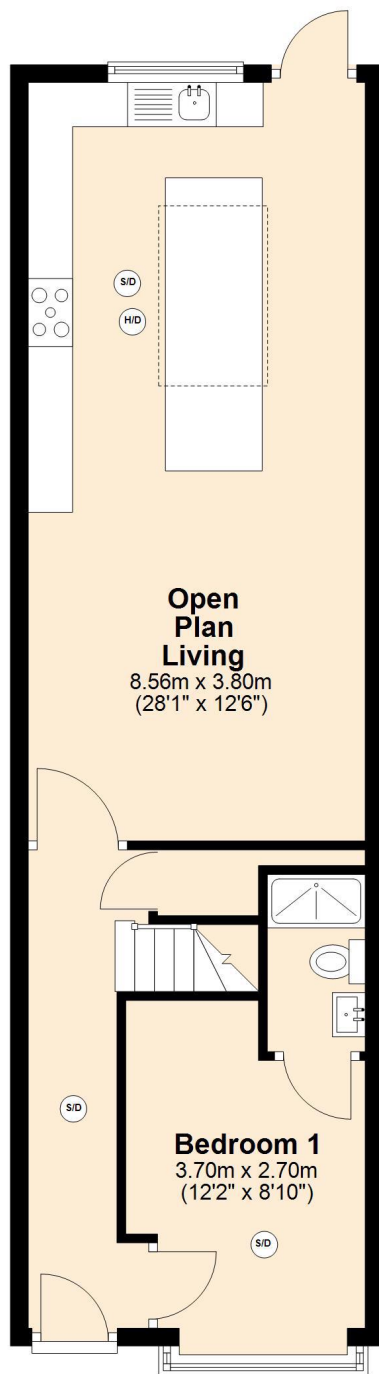 S/D
H/D
Open
Plan
Living
8.56m x 3.80m
(28'1" x 12'6")
S/D
Bedroom 1
3.70m x 2.70m
(12'2" x 8'10")
S/D